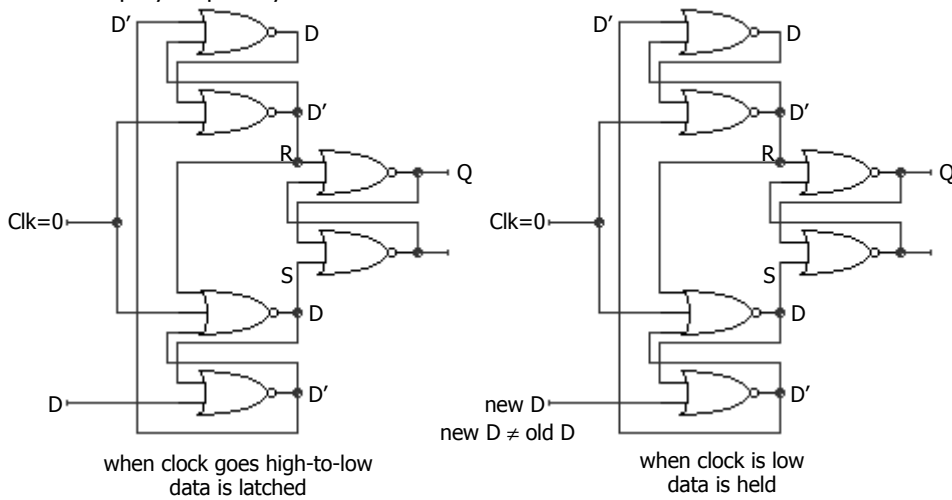 D′
D
D′
R
Q
Clk=0
S
D
D
D′
when clock goes high-to-low
data is latched
D′
D
D′
R
Q
Clk=0
S
D
new D
D′
new D ≠ old D
when clock is low
data is held